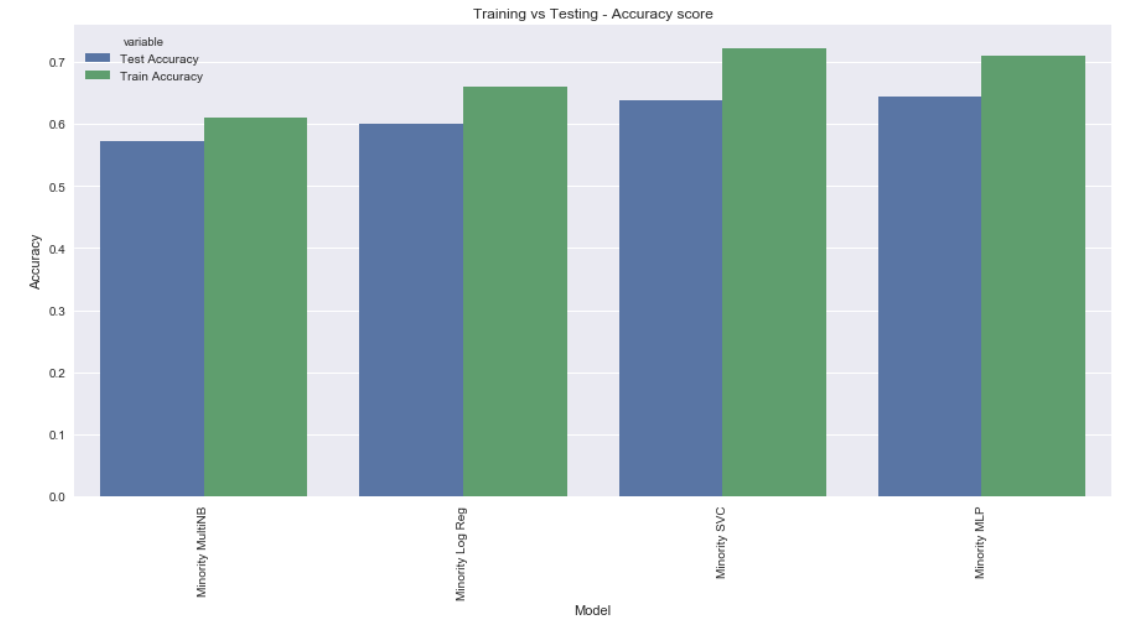 Training vs Testing - Accuracy score
variable
Test Accuracy
Train Accuracy
0.7
0.6
0.5
0.4
0.3
0.2
0.1
0.0
Accuracy
Minority MultiNB
Minority Log Reg
Minority SVC
Minority MLP
Model